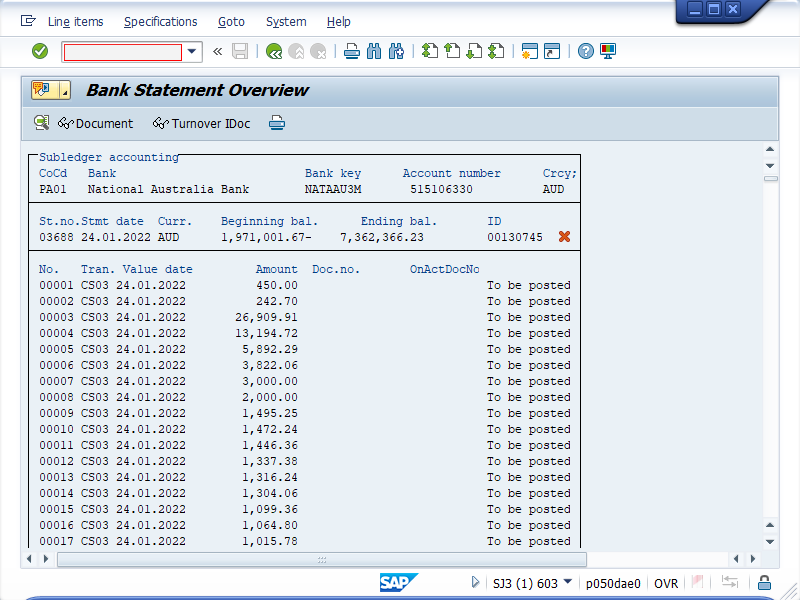 Line items Specifications Goto System Help
Bank Statement Overview
Document Turnover IDoc
Subledger accounting
CoCd Bank Bank key Account number Crcy;
PA01 National Australia Bank NATAAU3M 515106330 AUD
St.no.Stmt date Curr. Beginning bal. Ending bal. ID
03688 24.01.2022 AUD 1,971,001.67- 7,362,366.23 00130745
No. Tran. Value date Amount Doc.no. OnActDocNo
00001 CS03 24.01.2022 450.00 To be posted
00002 CS03 24.01.2022 242.70 To be posted
00003 CS03 24.01.2022 26,909.91 To be posted
00004 CS03 24.01.2022 13,194.72 To be posted
00005 CS03 24.01.2022 5,892.29 To be posted
00006 CS03 24.01.2022 3,822.06 To be posted
00007 CS03 24.01.2022 3,000.00 To be posted
00008 CS03 24.01.2022 2,000.00 To be posted
00009 CS03 24.01.2022 1,495.25 To be posted
00010 CS03 24.01.2022 1,472.24 To be posted
00011 CS03 24.01.2022 1,446.36 To be posted
00012 CS03 24.01.2022 1,337.38 To be posted
00013 CS03 24.01.2022 1,316.24 To be posted
00014 CS03 24.01.2022 1,304.06 To be posted
00015 CS03 24.01.2022 1,099.36 To be posted
00016 CS03 24.01.2022 1,064.80 To be posted
00017 CS03 24.01.2022 1,015.78 To be posted
SAP SJ3 (1) 603 p050dae0 OVR